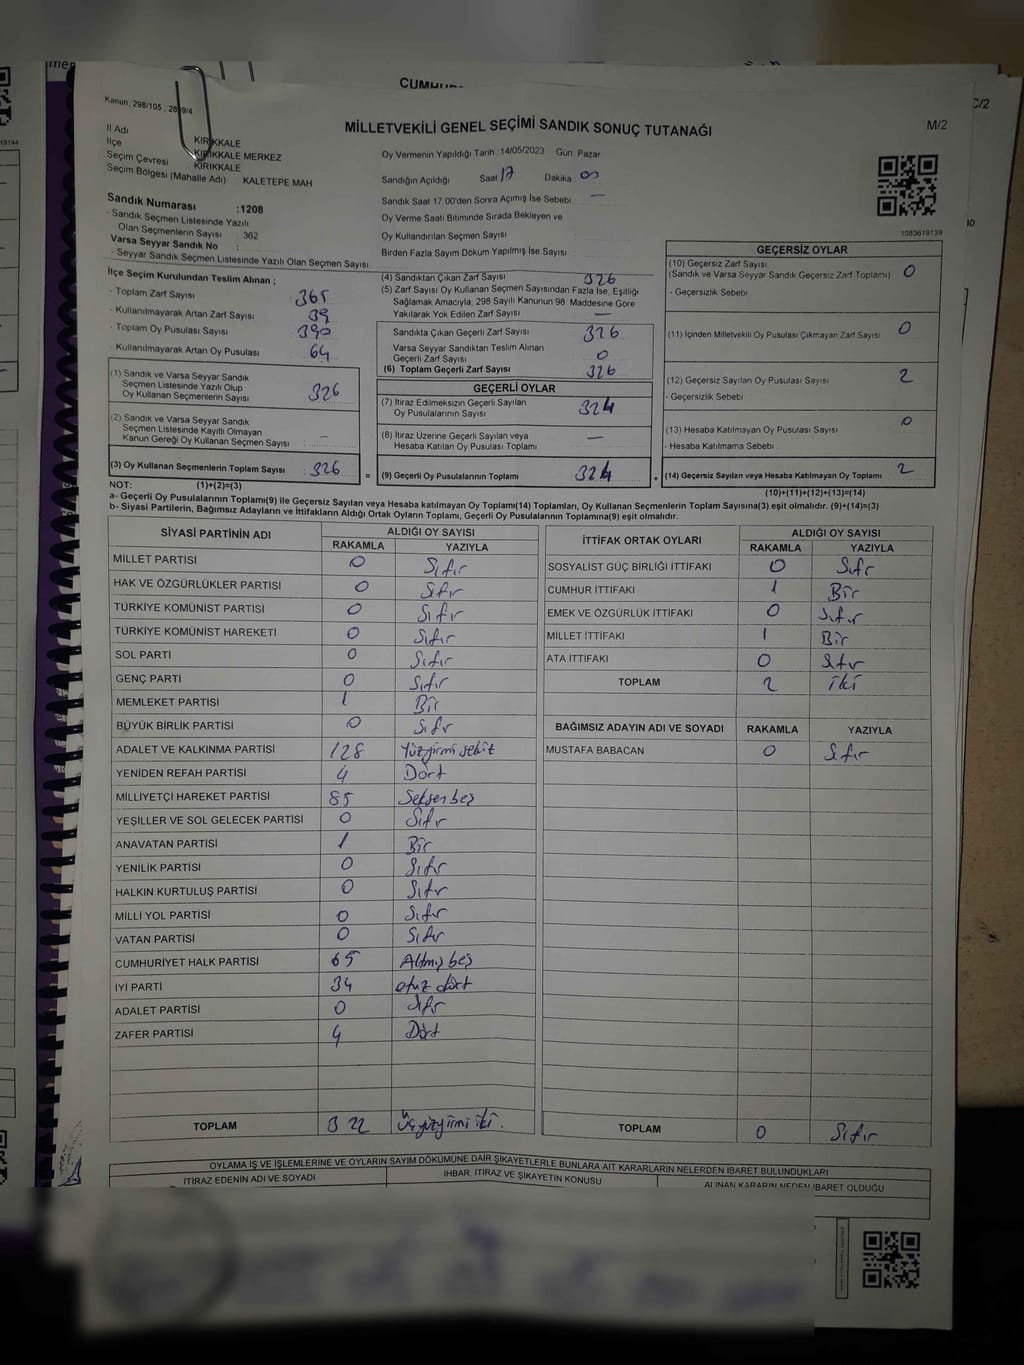 CUMHU
C/2
Kanun, 298/105 , 2839/4
MİLLETVEKİLİ GENEL SEÇİMİ SANDIK SONUÇ TUTANAĞI
M/2
İl Adı KIRIKKALE
İlçe KIRIKKALE MERKEZ
Seçim Çevresi KIRIKKALE
Seçim Bölgesi (Mahalle Adı) KALETEPE MAH
Sandık Numarası :1208
- Sandık Seçmen Listesinde Yazılı
Olan Seçmenlerin Sayısı : 362
Varsa Seyyar Sandık No :
- Seyyar Sandık Seçmen Listesinde Yazılı Olan Seçmen Sayısı
Oy Vermenin Yapıldığı Tarih :14/05/2023 Gün: Pazar
Sandığın Açıldığı Saat 17 Dakika 00
Sandık Saat 17:00'den Sonra Açılmış İse Sebebi —
Oy Verme Saati Bitiminde Sırada Bekleyen ve
Oy Kullandırılan Seçmen Sayısı
Birden Fazla Sayım Döküm Yapılmış İse Sayısı
1083619139
İlçe Seçim Kurulundan Teslim Alınan ;
- Toplam Zarf Sayısı 365
- Kullanılmayarak Artan Zarf Sayısı 39
- Toplam Oy Pusulası Sayısı 390
- Kullanılmayarak Artan Oy Pusulası 64
(1) Sandık ve Varsa Seyyar Sandık
Seçmen Listesinde Yazılı Olup
Oy Kullanan Seçmenlerin Sayısı : 326
(2) Sandık ve Varsa Seyyar Sandık
Seçmen Listesinde Kayıtlı Olmayan
Kanun Gereği Oy Kullanan Seçmen Sayısı : —
(3) Oy Kullanan Seçmenlerin Toplam Sayısı : 326
(4) Sandıktan Çıkan Zarf Sayısı 326
(5) Zarf Sayısı Oy Kullanan Seçmen Sayısından Fazla İse, Eşitliği
Sağlamak Amacıyla; 298 Sayılı Kanunun 98. Maddesine Göre
Yakılarak Yok Edilen Zarf Sayısı —
Sandıkta Çıkan Geçerli Zarf Sayısı 326
Varsa Seyyar Sandıktan Teslim Alınan
Geçerli Zarf Sayısı 0
(6) Toplam Geçerli Zarf Sayısı 326
GEÇERLİ OYLAR
(7) İtiraz Edilmeksizin Geçerli Sayılan
Oy Pusulalarının Sayısı 324
(8) İtiraz Üzerine Geçerli Sayılan veya
Hesaba Katılan Oy Pusulası Toplamı —
= (9) Geçerli Oy Pusulalarının Toplamı 324
GEÇERSİZ OYLAR
(10) Geçersiz Zarf Sayısı
(Sandık ve Varsa Seyyar Sandık Geçersiz Zarf Toplamı) 0
- Geçersizlik Sebebi
(11) İçinden Milletvekili Oy Pusulası Çıkmayan Zarf Sayısı 0
(12) Geçersiz Sayılan Oy Pusulası Sayısı 2
- Geçersizlik Sebebi
(13) Hesaba Katılmayan Oy Pusulası Sayısı 0
- Hesaba Katılmama Sebebi
+ (14) Geçersiz Sayılan veya Hesaba Katılmayan Oy Toplamı 2
NOT: (1)+(2)=(3)
(10)+(11)+(12)+(13)=(14)
a- Geçerli Oy Pusulalarının Toplamı(9) ile Geçersiz Sayılan veya Hesaba katılmayan Oy Toplamı(14) Toplamları, Oy Kullanan Seçmenlerin Toplam Sayısına(3) eşit olmalıdır. (9)+(14)=(3)
b- Siyasi Partilerin, Bağımsız Adayların ve İttifakların Aldığı Ortak Oyların Toplamı, Geçerli Oy Pusulalarının Toplamına(9) eşit olmalıdır.
SİYASİ PARTİNİN ADI ALDIĞI OY SAYISI
RAKAMLA YAZIYLA
MİLLET PARTİSİ 0 Sıfır
HAK VE ÖZGÜRLÜKLER PARTİSİ 0 Sıfır
TÜRKİYE KOMÜNİST PARTİSİ 0 Sıfır
TÜRKİYE KOMÜNİST HAREKETİ 0 Sıfır
SOL PARTİ 0 Sıfır
GENÇ PARTİ 0 Sıfır
MEMLEKET PARTİSİ 1 Bir
BÜYÜK BİRLİK PARTİSİ 0 Sıfır
ADALET VE KALKINMA PARTİSİ 128 Yüzyirmi sekiz
YENİDEN REFAH PARTİSİ 4 Dört
MİLLİYETÇİ HAREKET PARTİSİ 85 Seksen beş
YEŞİLLER VE SOL GELECEK PARTİSİ 0 Sıfır
ANAVATAN PARTİSİ 1 Bir
YENİLİK PARTİSİ 0 Sıfır
HALKIN KURTULUŞ PARTİSİ 0 Sıfır
MİLLİ YOL PARTİSİ 0 Sıfır
VATAN PARTİSİ 0 Sıfır
CUMHURİYET HALK PARTİSİ 65 Altmış beş
İYİ PARTİ 34 otuz dört
ADALET PARTİSİ 0 Sıfır
ZAFER PARTİSİ 4 Dört
TOPLAM 322 Üçyüzyirmi iki.
İTTİFAK ORTAK OYLARI ALDIĞI OY SAYISI
RAKAMLA YAZIYLA
SOSYALİST GÜÇ BİRLİĞİ İTTİFAKI 0 Sıfır
CUMHUR İTTİFAKI 1 Bir
EMEK VE ÖZGÜRLÜK İTTİFAKI 0 Sıfır
MİLLET İTTİFAKI 1 Bir
ATA İTTİFAKI 0 Sıfır
TOPLAM 2 iki
BAĞIMSIZ ADAYIN ADI VE SOYADI RAKAMLA YAZIYLA
MUSTAFA BABACAN 0 Sıfır
TOPLAM 0 Sıfır
OYLAMA İŞ VE İŞLEMLERİNE VE OYLARIN SAYIM DÖKÜMÜNE DAİR ŞİKAYETLERLE BUNLARA AİT KARARLARIN NELERDEN İBARET BULUNDUKLARI
İTİRAZ EDENİN ADI VE SOYADI İHBAR, İTİRAZ VE ŞİKAYETİN KONUSU ALINAN KARARIN NEDEN İBARET OLDUĞU